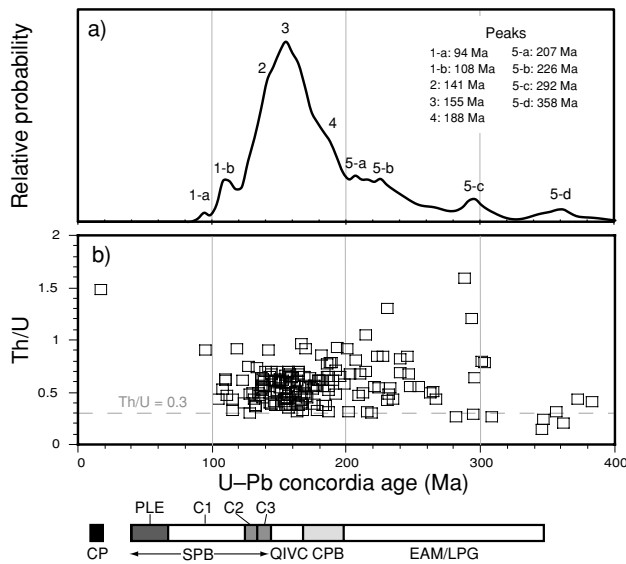 a)
Relative probability
3
2
4
1-b
1-a
5-a
5-b
5-c
5-d
Peaks
1-a: 94 Ma 5-a: 207 Ma
1-b: 108 Ma 5-b: 226 Ma
2: 141 Ma 5-c: 292 Ma
3: 155 Ma 5-d: 358 Ma
4: 188 Ma
b)
Th/U
2
1.5
1
0.5
0
Th/U = 0.3
0 100 200 300 400
U–Pb concordia age (Ma)
PLE C1 C2 C3
CP SPB QIVC CPB EAM/LPG